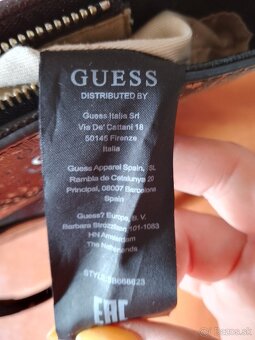 GUESS
DISTRIBUTED BY
Guess Italia Srl
Via De' Cattani 18
50145 Firenze
Italia
Guess Apparel Spain, SL
Rambla de Catalunya 20
Principal, 08007 Barcelona
Spain
Guess? Europe, B. V.
Barbara Strozzilaan 101-1083
HN Amsterdam
The Netherlands
EAC
sk